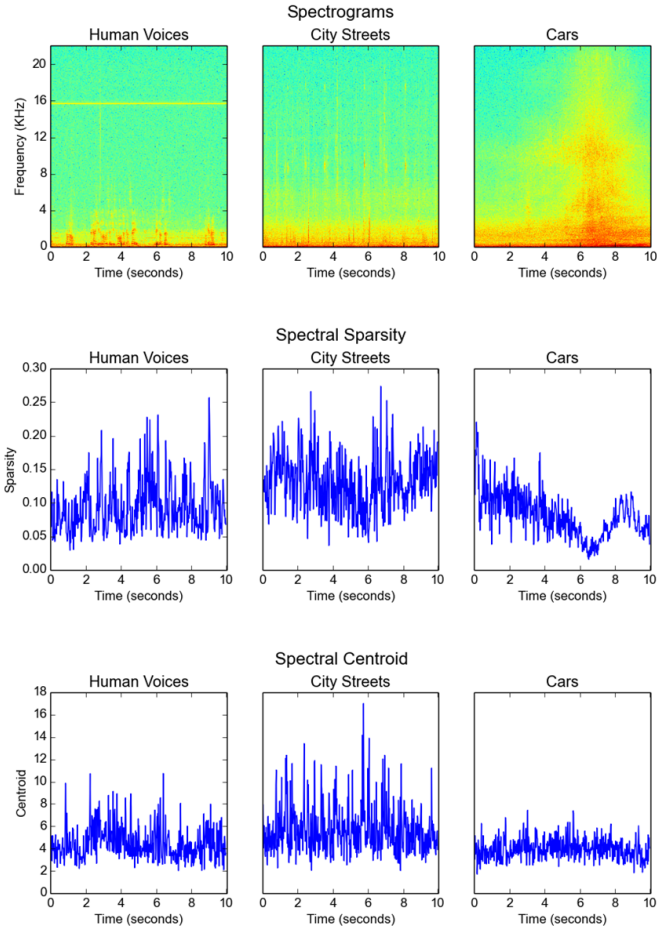 Spectrograms
Human Voices City Streets Cars
20
16
12
8
4
0
Frequency (KHz)
0 2 4 6 8 10 0 2 4 6 8 10 0 2 4 6 8 10
Time (seconds) Time (seconds) Time (seconds)
Spectral Sparsity
Human Voices City Streets Cars
0.30
0.25
0.20
0.15
0.10
0.05
0.00
Sparsity
0 2 4 6 8 10 0 2 4 6 8 10 0 2 4 6 8 10
Time (seconds) Time (seconds) Time (seconds)
Spectral Centroid
Human Voices City Streets Cars
18
16
14
12
10
8
6
4
2
0
Centroid
0 2 4 6 8 10 0 2 4 6 8 10 0 2 4 6 8 10
Time (seconds) Time (seconds) Time (seconds)